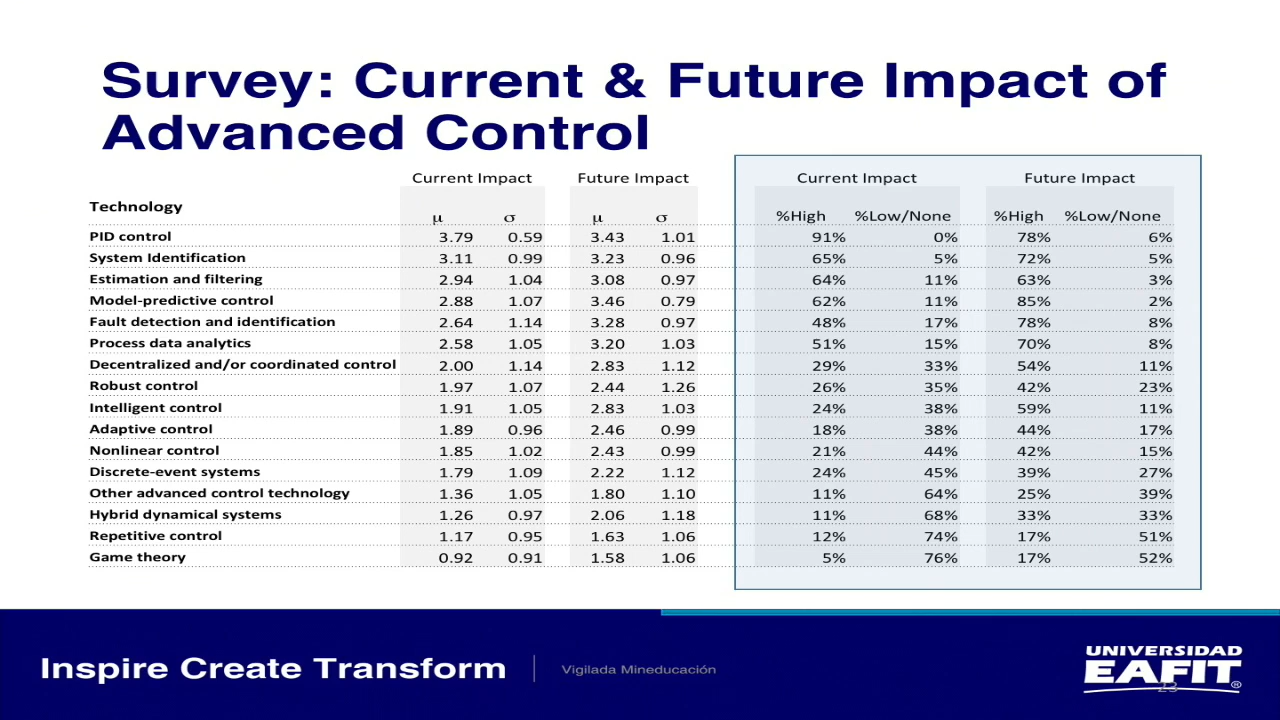 Survey: Current & Future Impact of
Advanced Control
Current Impact Future Impact Current Impact Future Impact
Technology μ σ μ σ %High %Low/None %High %Low/None
PID control 3.79 0.59 3.43 1.01 91% 0% 78% 6%
System Identification 3.11 0.99 3.23 0.96 65% 5% 72% 5%
Estimation and filtering 2.94 1.04 3.08 0.97 64% 11% 63% 3%
Model-predictive control 2.88 1.07 3.46 0.79 62% 11% 85% 2%
Fault detection and identification 2.64 1.14 3.28 0.97 48% 17% 78% 8%
Process data analytics 2.58 1.05 3.20 1.03 51% 15% 70% 8%
Decentralized and/or coordinated control 2.00 1.14 2.83 1.12 29% 33% 54% 11%
Robust control 1.97 1.07 2.44 1.26 26% 35% 42% 23%
Intelligent control 1.91 1.05 2.83 1.03 24% 38% 59% 11%
Adaptive control 1.89 0.96 2.46 0.99 18% 38% 44% 17%
Nonlinear control 1.85 1.02 2.43 0.99 21% 44% 42% 15%
Discrete-event systems 1.79 1.09 2.22 1.12 24% 45% 39% 27%
Other advanced control technology 1.36 1.05 1.80 1.10 11% 64% 25% 39%
Hybrid dynamical systems 1.26 0.97 2.06 1.18 11% 68% 33% 33%
Repetitive control 1.17 0.95 1.63 1.06 12% 74% 17% 51%
Game theory 0.92 0.91 1.58 1.06 5% 76% 17% 52%
Inspire Create Transform Vigilada Mineducación
UNIVERSIDAD
EAFIT®
23